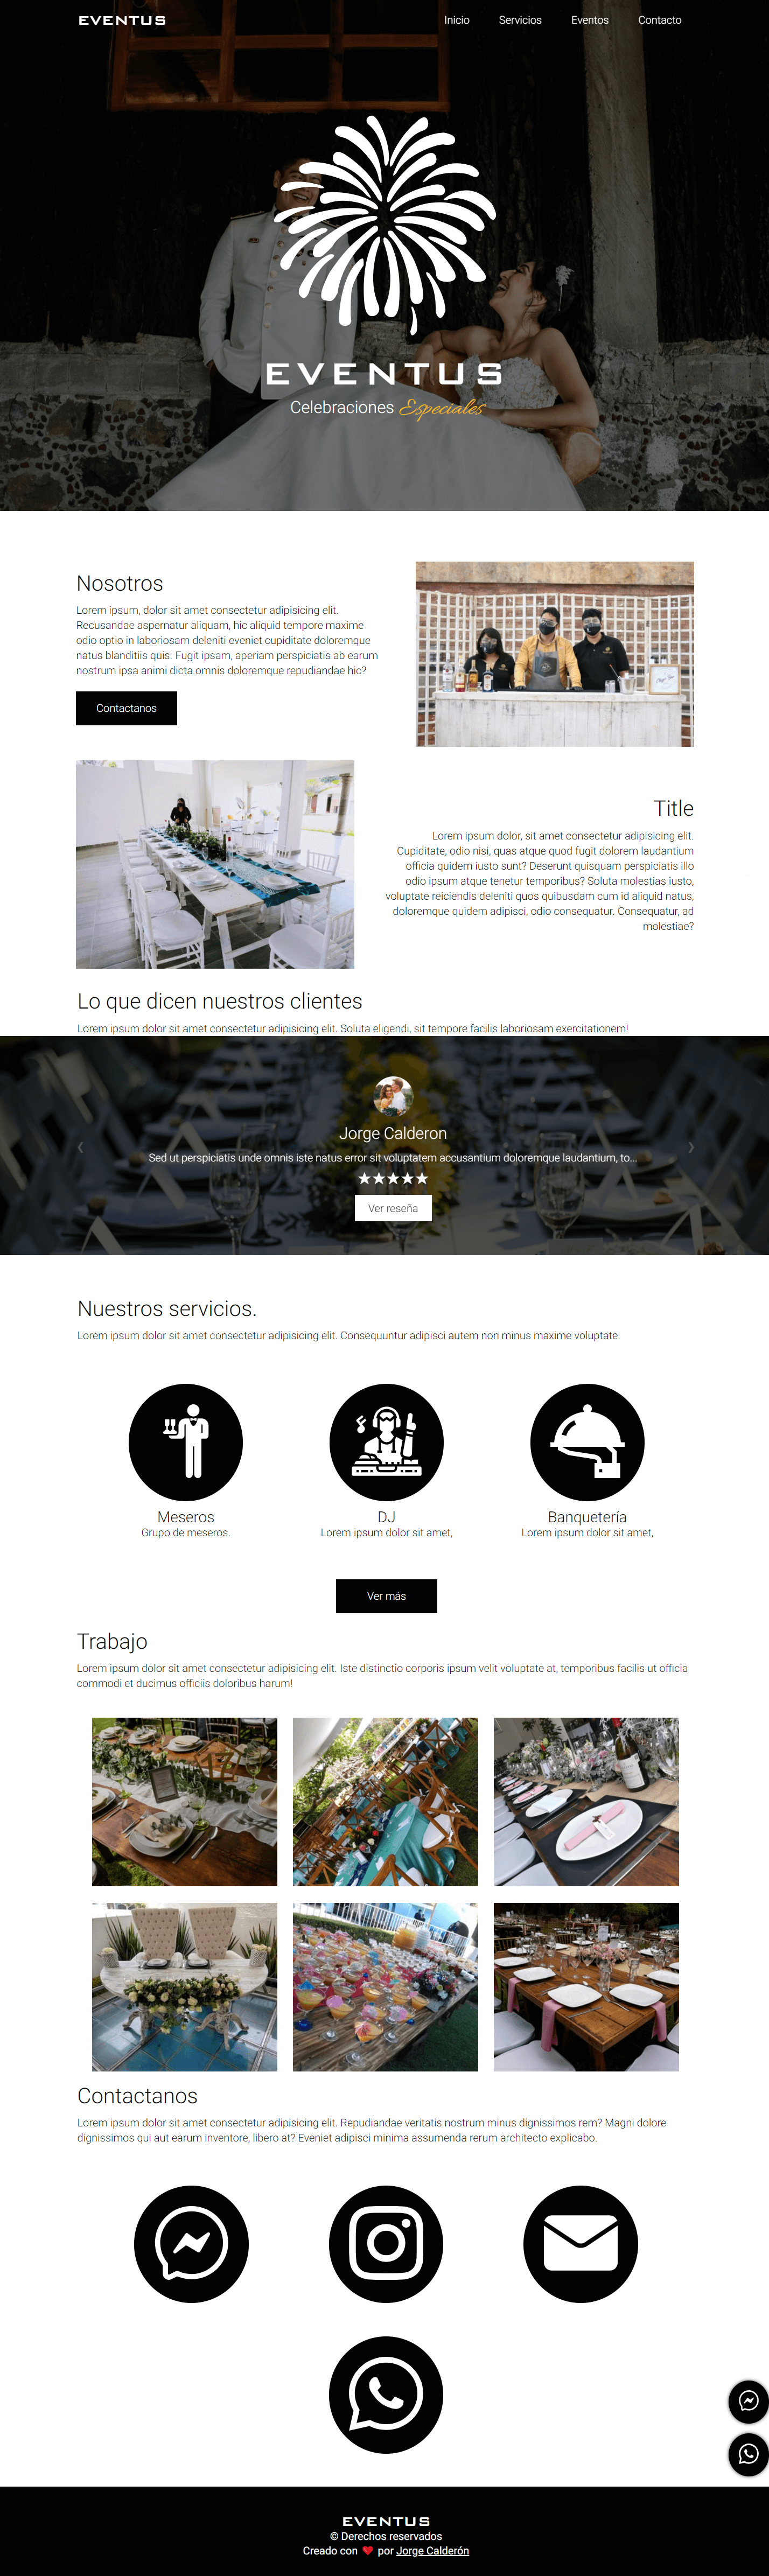 EVENTUS
Inicio Servicios Eventos Contacto
EVENTUS
Celebraciones Especiales
Nosotros
Lorem ipsum, dolor sit amet consectetur adipisicing elit.
Recusandae aspernatur aliquam, hic aliquid tempore maxime
odio optio in laboriosam deleniti eveniet cupiditate doloremque
natus blanditiis quis. Fugit ipsam, aperiam perspiciatis ab earum
nostrum ipsa animi dicta omnis doloremque repudiandae hic?
Contactanos
Title
Lorem ipsum dolor, sit amet consectetur adipisicing elit.
Cupiditate, odio nisi, quas atque quod fugit dolorem laudantium
officia quidem iusto sunt? Deserunt quisquam perspiciatis illo
odio ipsum atque tenetur temporibus? Soluta molestias iusto,
voluptate reiciendis deleniti quos quibusdam cum id aliquid natus,
doloremque quidem adipisci, odio consequatur. Consequatur, ad
molestiae?
Lo que dicen nuestros clientes
Lorem ipsum dolor sit amet consectetur adipisicing elit. Soluta eligendi, sit tempore facilis laboriosam exercitationem!
Jorge Calderon
Sed ut perspiciatis unde omnis iste natus error sit voluptatem accusantium doloremque laudantium, to...
★★★★★
Ver reseña
Nuestros servicios.
Lorem ipsum dolor sit amet consectetur adipisicing elit. Consequuntur adipisci autem non minus maxime voluptate.
Meseros
Grupo de meseros.
DJ
Lorem ipsum dolor sit amet,
Banquetería
Lorem ipsum dolor sit amet,
Ver más
Trabajo
Lorem ipsum dolor sit amet consectetur adipisicing elit. Iste distinctio corporis ipsum velit voluptate at, temporibus facilis ut officia
commodi et ducimus officiis doloribus harum!
12
Contactanos
Lorem ipsum dolor sit amet consectetur adipisicing elit. Repudiandae veritatis nostrum minus dignissimos rem? Magni dolore
dignissimos qui aut earum inventore, libero at? Eveniet adipisci minima assumenda rerum architecto explicabo.
EVENTUS
© Derechos reservados
Creado con ❤ por Jorge Calderón